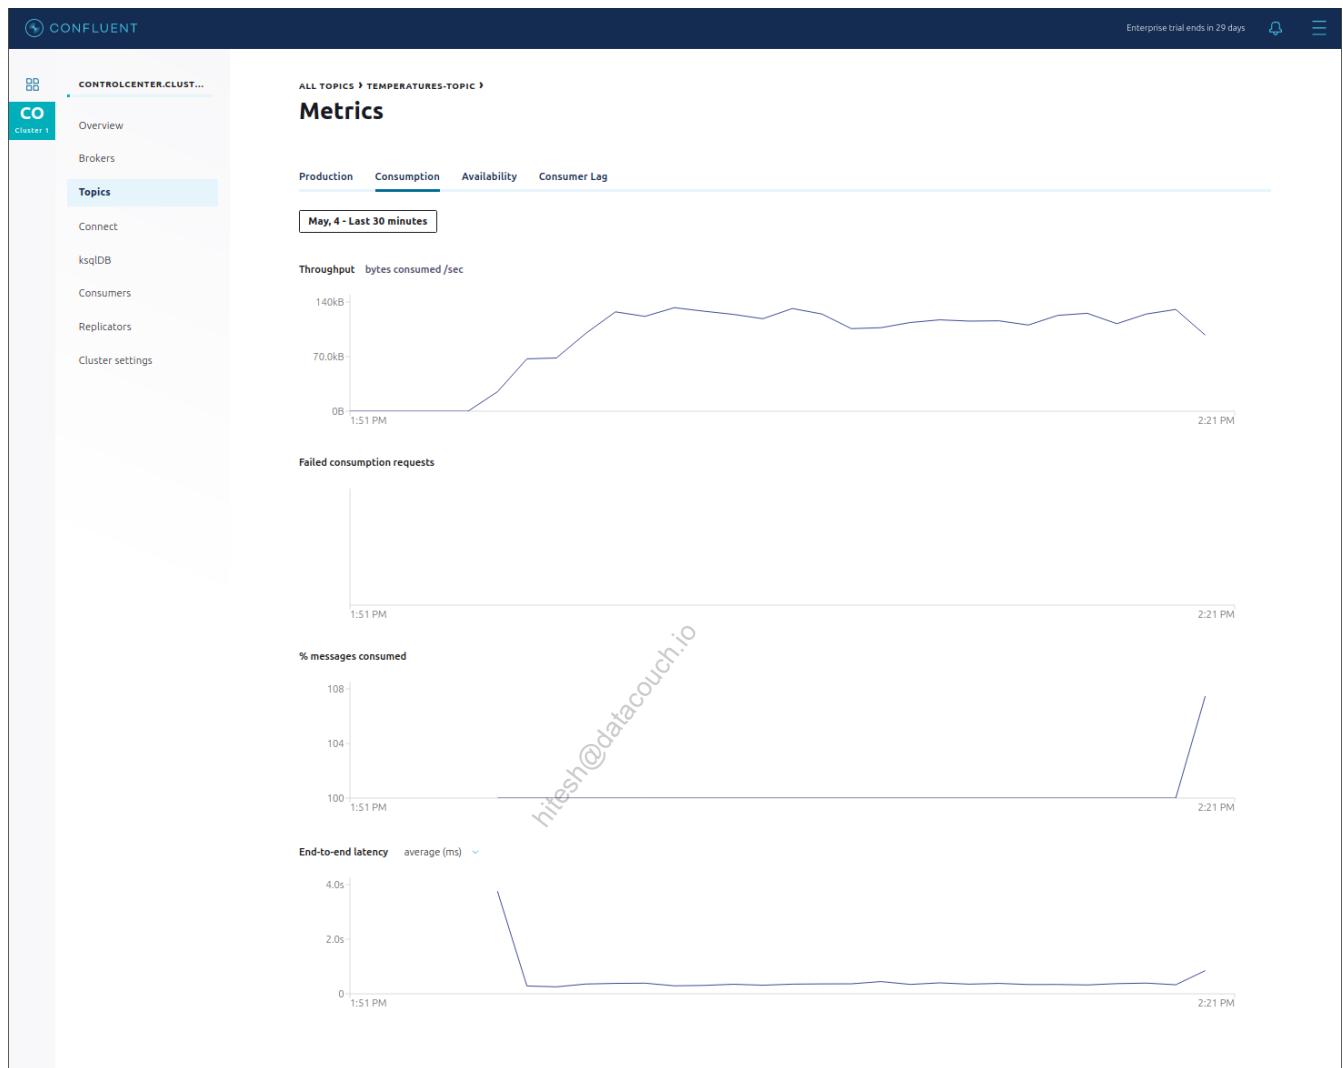 CONFLUENT
Enterprise trial ends in 29 days
CONTROLCENTER.CLUST...
CO
Cluster 1
Overview
Brokers
Topics
Connect
ksqlDB
Consumers
Replicators
Cluster settings
ALL TOPICS › TEMPERATURES-TOPIC ›
Metrics
Production Consumption Availability Consumer Lag
May, 4 - Last 30 minutes
Throughput bytes consumed /sec
140kB
70.0kB
0B
1:51 PM 2:21 PM
Failed consumption requests
1:51 PM 2:21 PM
% messages consumed
108
104
100
1:51 PM 2:21 PM
hitesh@datacouch.io
End-to-end latency average (ms)
4.0s
2.0s
0
1:51 PM 2:21 PM